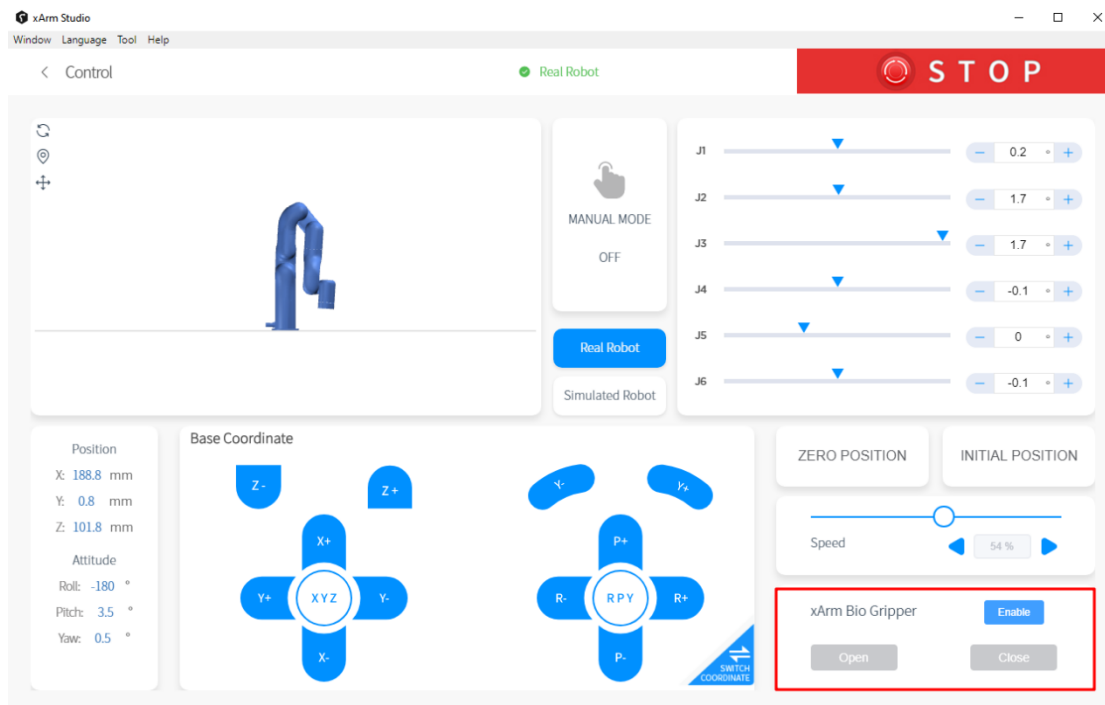 xArm Studio
Window Language Tool Help
< Control
Real Robot
STOP
MANUAL MODE
OFF
Real Robot
Simulated Robot
J1 − 0.2 ° +
J2 − 1.7 ° +
J3 − 1.7 ° +
J4 − -0.1 ° +
J5 − 0 ° +
J6 − -0.1 ° +
Position
X: 188.8 mm
Y: 0.8 mm
Z: 101.8 mm
Attitude
Roll: -180 °
Pitch: 3.5 °
Yaw: 0.5 °
Base Coordinate
Z-
Z+
X+
Y+
XYZ
Y-
X-
Y-
Y+
P+
R-
RPY
R+
P-
SWITCH
COORDINATE
ZERO POSITION
INITIAL POSITION
Speed
54 %
xArm Bio Gripper
Enable
Open
Close